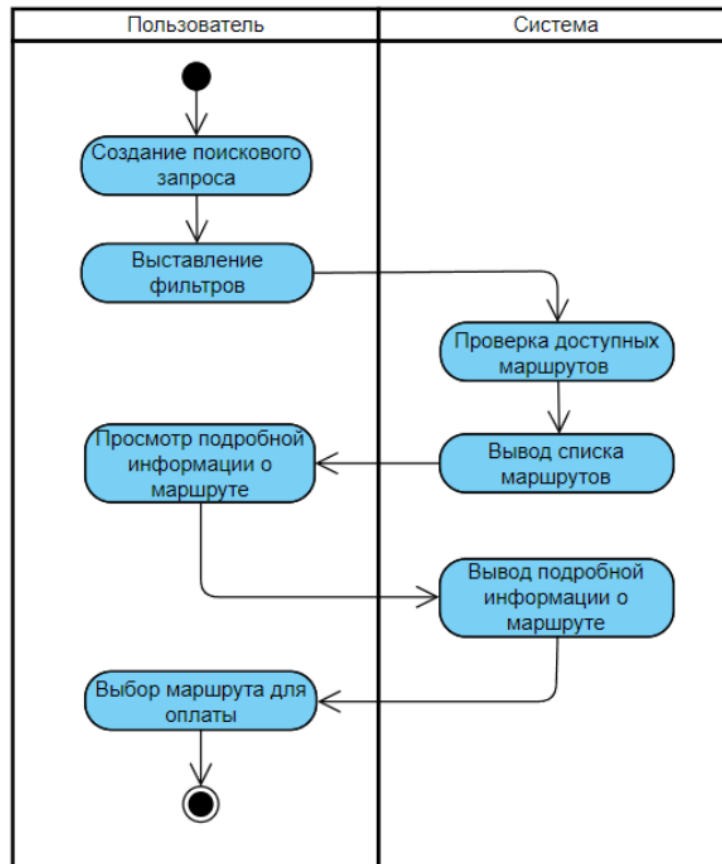 Пользователь
Система
Создание поискового
запроса
Выставление
фильтров
Проверка доступных
маршрутов
Вывод списка
маршрутов
Просмотр подробной
информации о
маршруте
Вывод подробной
информации о
маршруте
Выбор маршрута для
оплаты